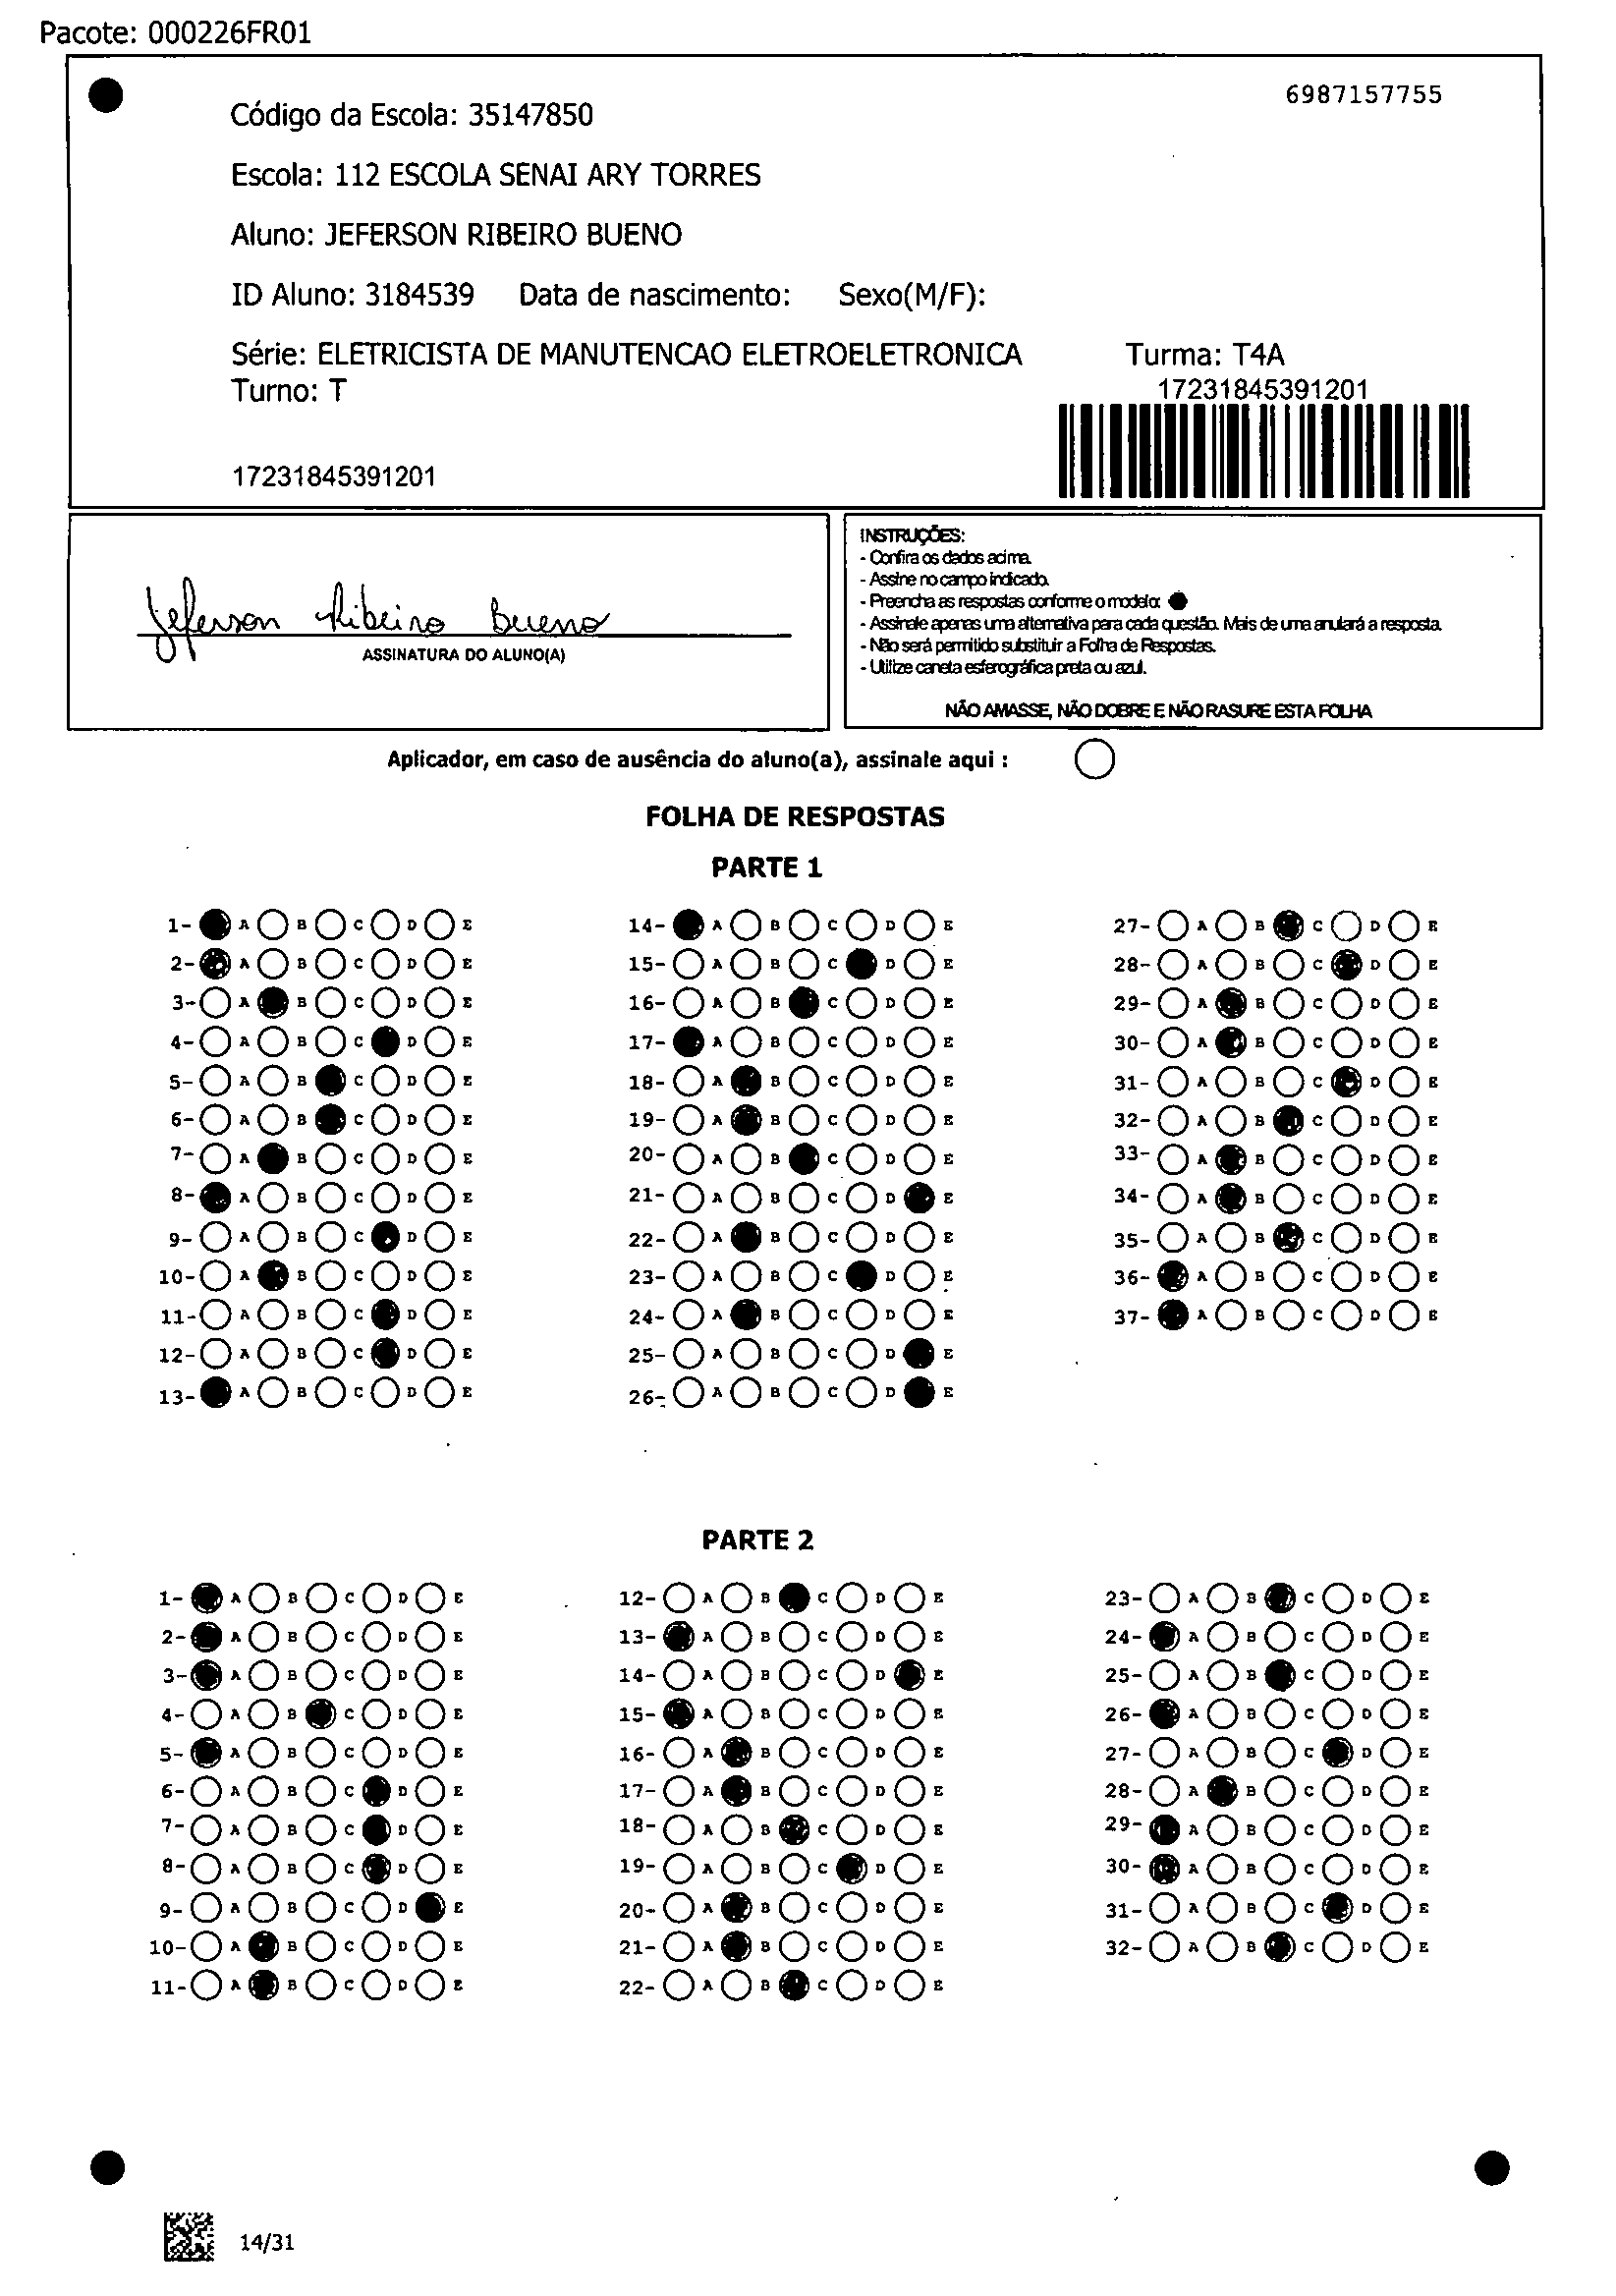 Pacote: 000226FR01
6987157755
Código da Escola: 35147850
Escola: 112 ESCOLA SENAI ARY TORRES
Aluno: JEFERSON RIBEIRO BUENO
ID Aluno: 3184539 Data de nascimento: Sexo(M/F):
Série: ELETRICISTA DE MANUTENCAO ELETROELETRONICA Turma: T4A
Turno: T 17231845391201
17231845391201
Jeferson Ribeiro Bueno
ASSINATURA DO ALUNO(A)
INSTRUÇÕES:
- Confira os dados acima.
- Assine no campo indicado.
- Preencha as respostas conforme o modelo:
- Assinale apenas uma alternativa para cada questão. Mais de uma anulará a resposta.
- Não será permitido substituir a Folha de Respostas.
- Utilize caneta esferográfica preta ou azul.
NÃO AMASSE, NÃO DOBRE E NÃO RASURE ESTA FOLHA
Aplicador, em caso de ausência do aluno(a), assinale aqui :
FOLHA DE RESPOSTAS
PARTE 1
1- A B C D E 14- A B C D E 27- A B C D E
2- A B C D E 15- A B C D E 28- A B C D E
3- A B C D E 16- A B C D E 29- A B C D E
4- A B C D E 17- A B C D E 30- A B C D E
5- A B C D E 18- A B C D E 31- A B C D E
6- A B C D E 19- A B C D E 32- A B C D E
7- A B C D E 20- A B C D E 33- A B C D E
8- A B C D E 21- A B C D E 34- A B C D E
9- A B C D E 22- A B C D E 35- A B C D E
10- A B C D E 23- A B C D E 36- A B C D E
11- A B C D E 24- A B C D E 37- A B C D E
12- A B C D E 25- A B C D E
13- A B C D E 26- A B C D E
PARTE 2
1- A B C D E 12- A B C D E 23- A B C D E
2- A B C D E 13- A B C D E 24- A B C D E
3- A B C D E 14- A B C D E 25- A B C D E
4- A B C D E 15- A B C D E 26- A B C D E
5- A B C D E 16- A B C D E 27- A B C D E
6- A B C D E 17- A B C D E 28- A B C D E
7- A B C D E 18- A B C D E 29- A B C D E
8- A B C D E 19- A B C D E 30- A B C D E
9- A B C D E 20- A B C D E 31- A B C D E
10- A B C D E 21- A B C D E 32- A B C D E
11- A B C D E 22- A B C D E
14/31